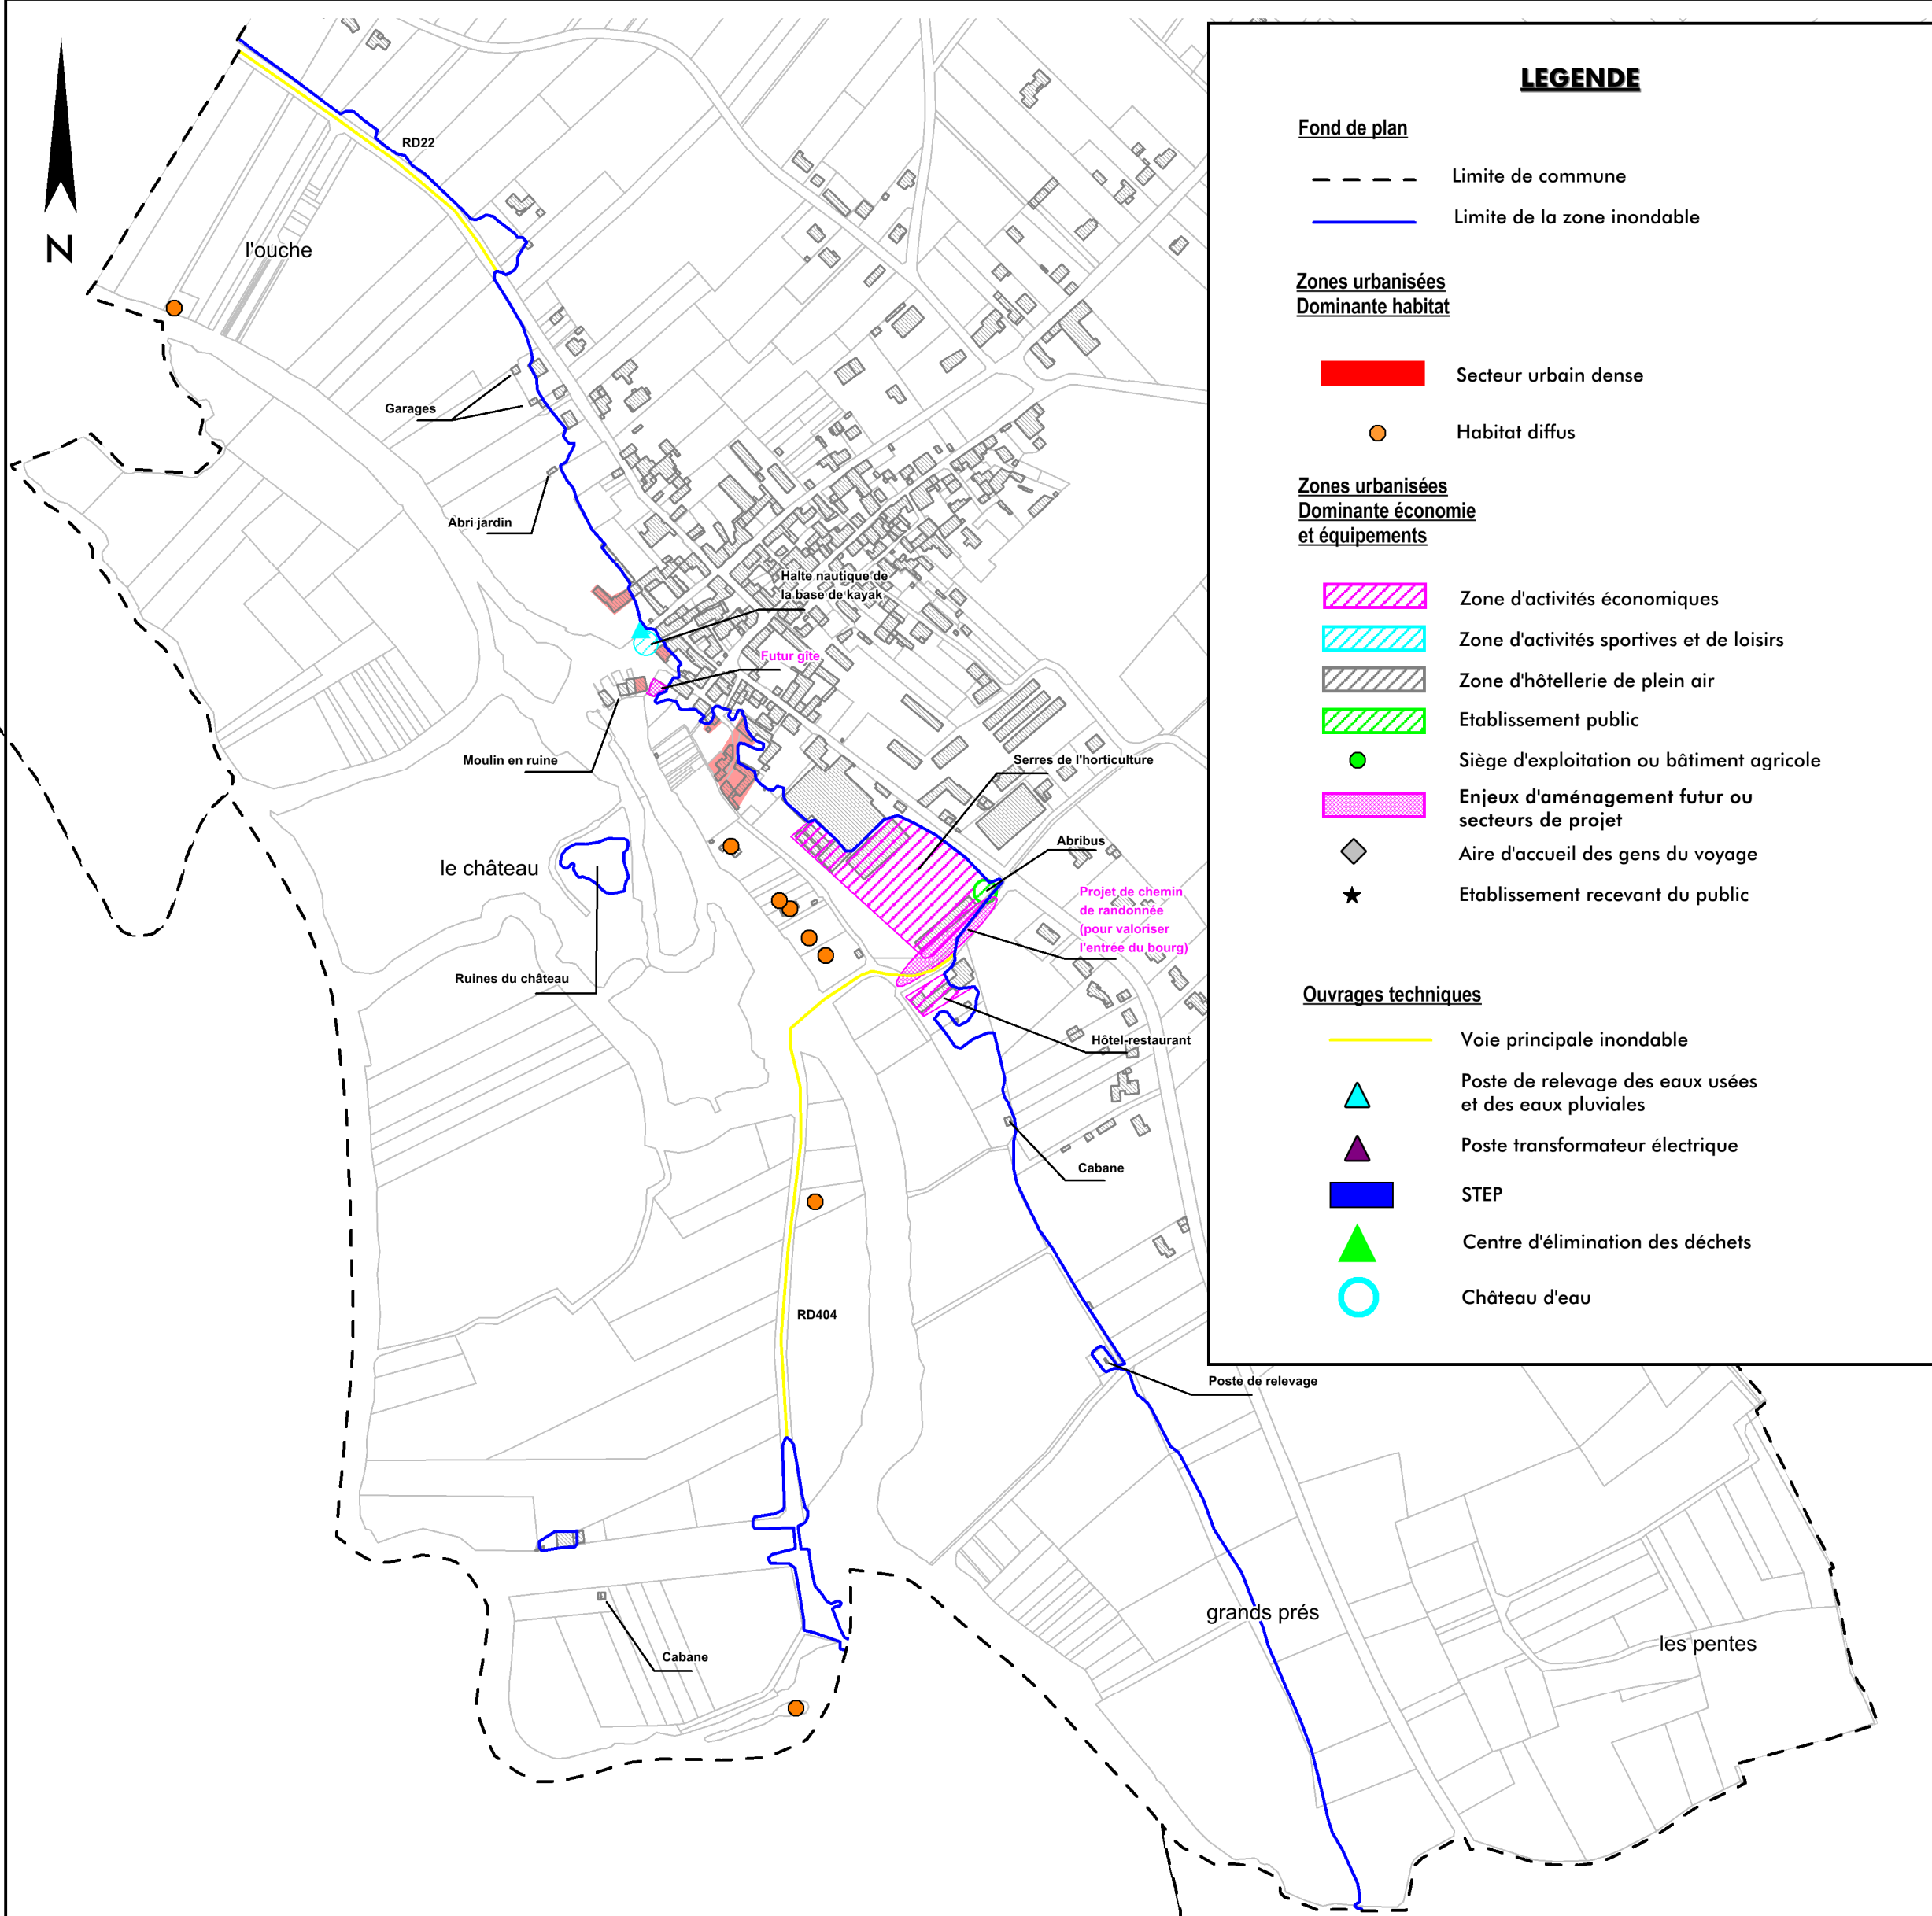 N
RD22
l'ouche
Garages
Abri jardin
Halte nautique de
la base de kayak
Futur gîte
Moulin en ruine
Serres de l'horticulture
Abribus
le château
Projet de chemin
de randonnée
(pour valoriser
l'entrée du bourg)
Ruines du château
Hôtel-restaurant
Cabane
RD404
Poste de relevage
grands prés
les pentes
Cabane
LEGENDE
Fond de plan
Limite de commune
Limite de la zone inondable
Zones urbanisées
Dominante habitat
Secteur urbain dense
Habitat diffus
Zones urbanisées
Dominante économie
et équipements
Zone d'activités économiques
Zone d'activités sportives et de loisirs
Zone d'hôtellerie de plein air
Etablissement public
Siège d'exploitation ou bâtiment agricole
Enjeux d'aménagement futur ou
secteurs de projet
Aire d'accueil des gens du voyage
Etablissement recevant du public
Ouvrages techniques
Voie principale inondable
Poste de relevage des eaux usées
et des eaux pluviales
Poste transformateur électrique
STEP
Centre d'élimination des déchets
Château d'eau